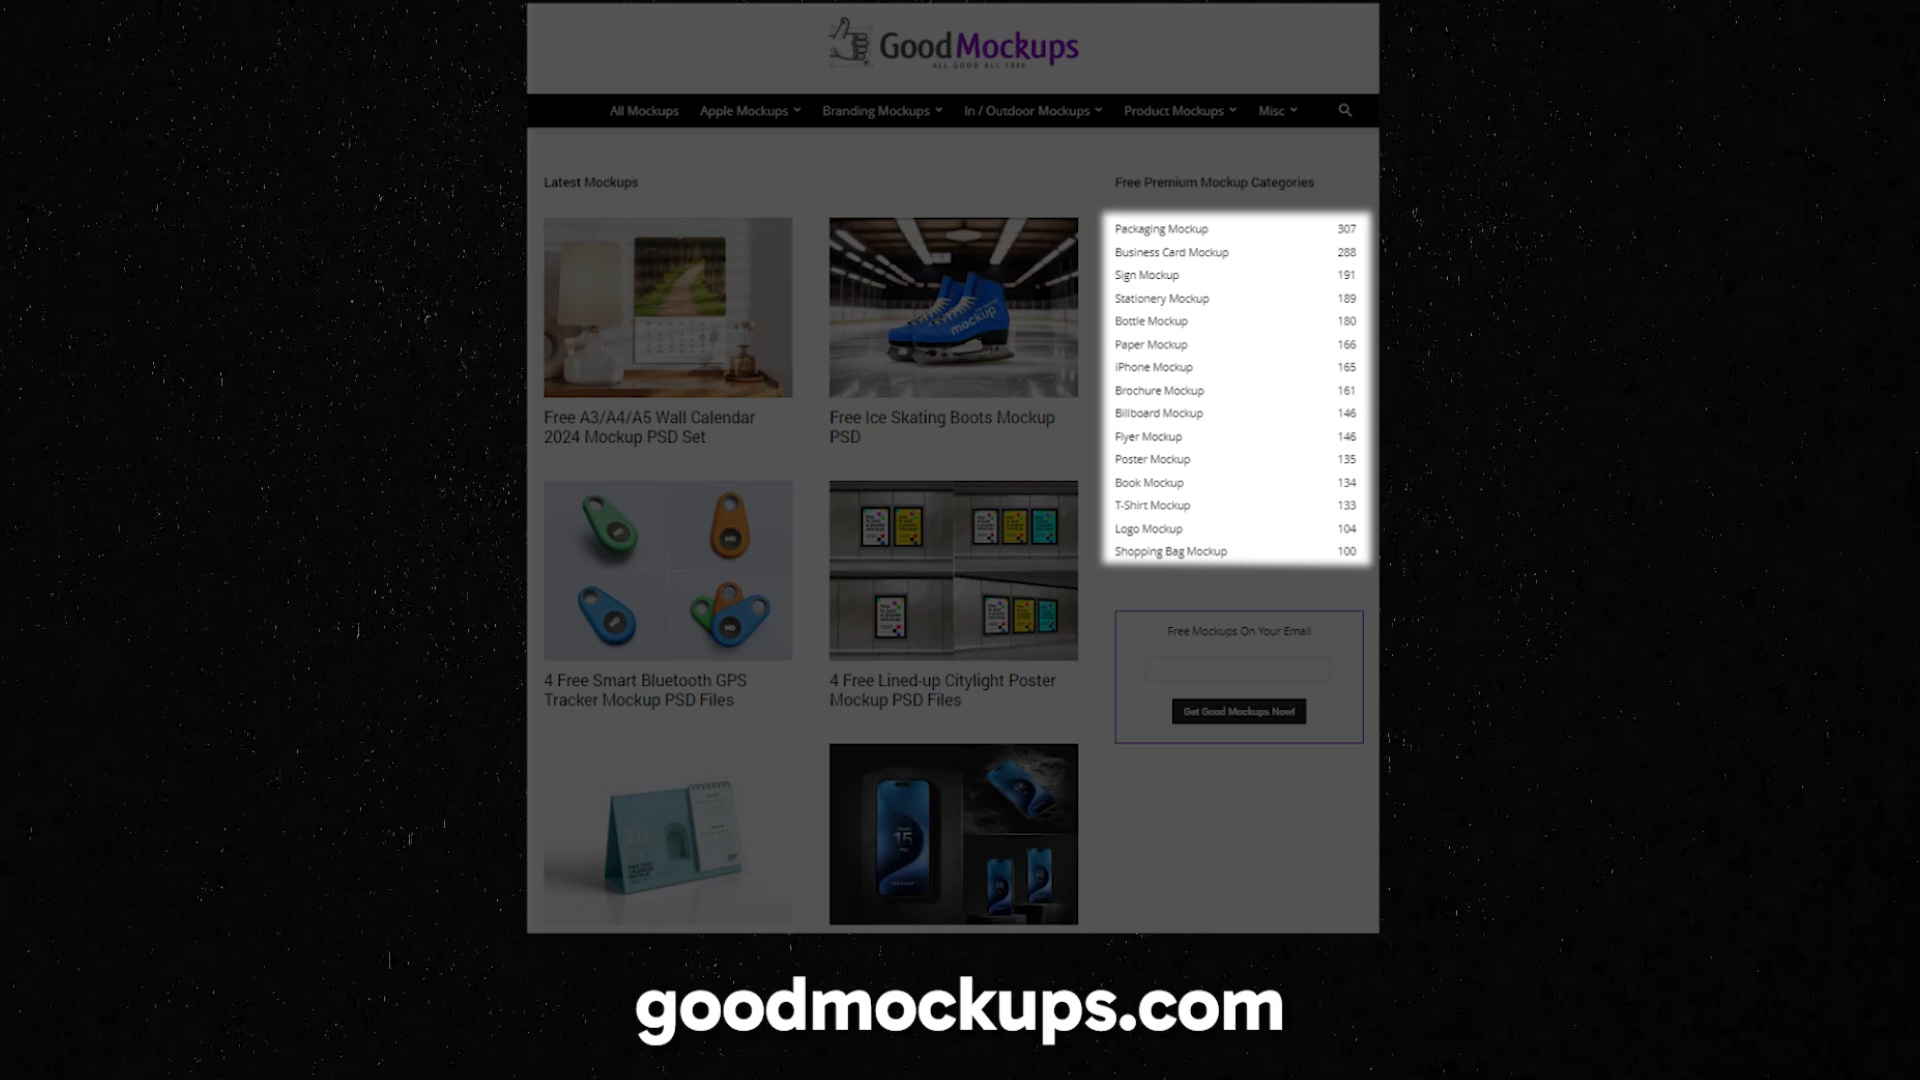 GoodMockups
ALL GOOD ALL FREE
All Mockups
Apple Mockups
Branding Mockups
In / Outdoor Mockups
Product Mockups
Misc
Latest Mockups
Free A3/A4/A5 Wall Calendar
2024 Mockup PSD Set
mockup
Free Ice Skating Boots Mockup
PSD
4 Free Smart Bluetooth GPS
Tracker Mockup PSD Files
4 Free Lined-up Citylight Poster
Mockup PSD Files
15
Free Premium Mockup Categories
Packaging Mockup 307
Business Card Mockup 288
Sign Mockup 191
Stationery Mockup 189
Bottle Mockup 180
Paper Mockup 166
iPhone Mockup 165
Brochure Mockup 161
Billboard Mockup 146
Flyer Mockup 146
Poster Mockup 135
Book Mockup 134
T-Shirt Mockup 133
Logo Mockup 104
Shopping Bag Mockup 100
Free Mockups On Your Email
Get Good Mockups Now!
goodmockups.com